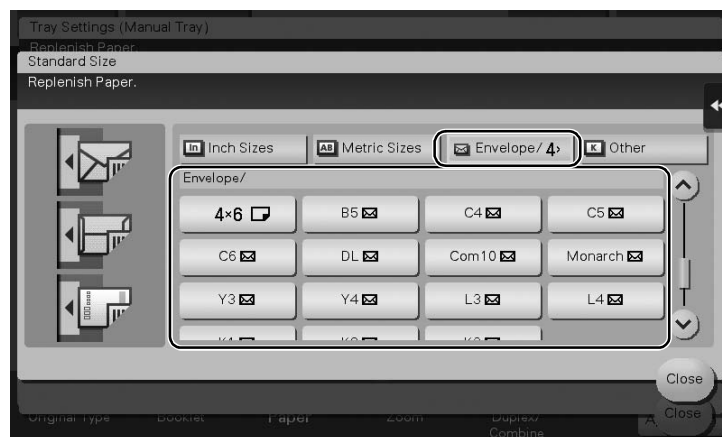 Tray Settings (Manual Tray)
Replenish Paper.
Standard Size
Replenish Paper.
In Inch Sizes AB Metric Sizes Envelope/ 4› K Other
Envelope/
4×6 B5 C4 C5
C6 DL Com10 Monarch
Y3 Y4 L3 L4
Close
Original Type Booklet Paper Zoom Duplex/ Close
Combine